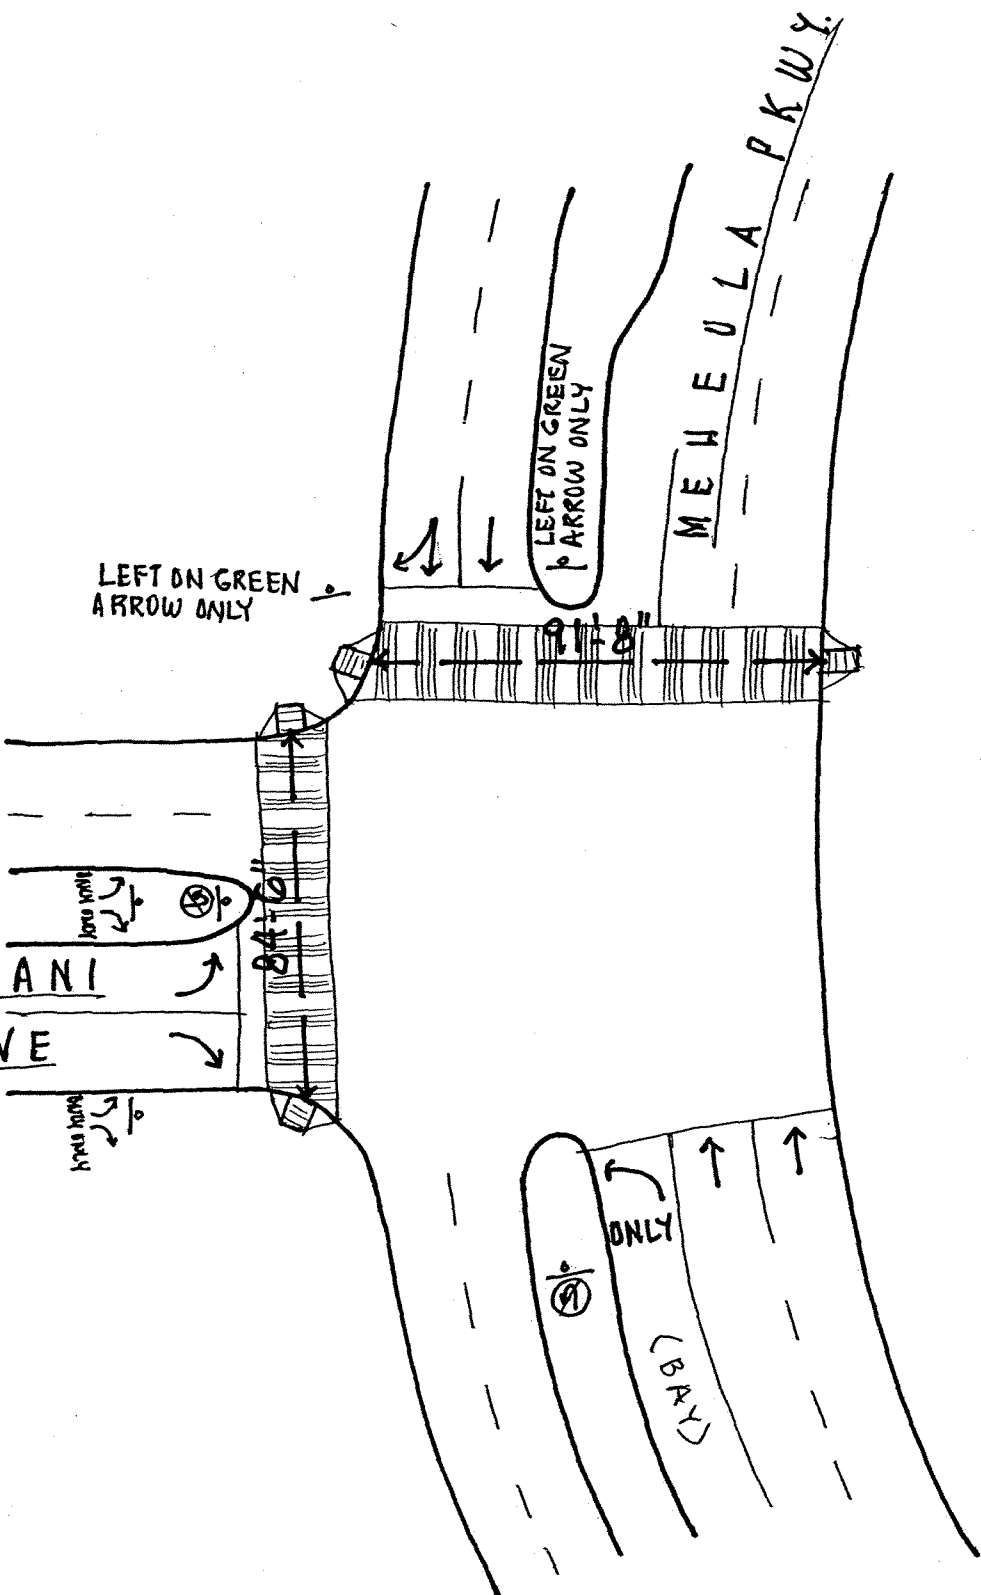 MEHEULA PKWY.
LEFT ON GREEN
ARROW ONLY
LEFT ON GREEN
ARROW ONLY
91'-8"
84'-6"
ANI
VE
ONLY
(BAY)